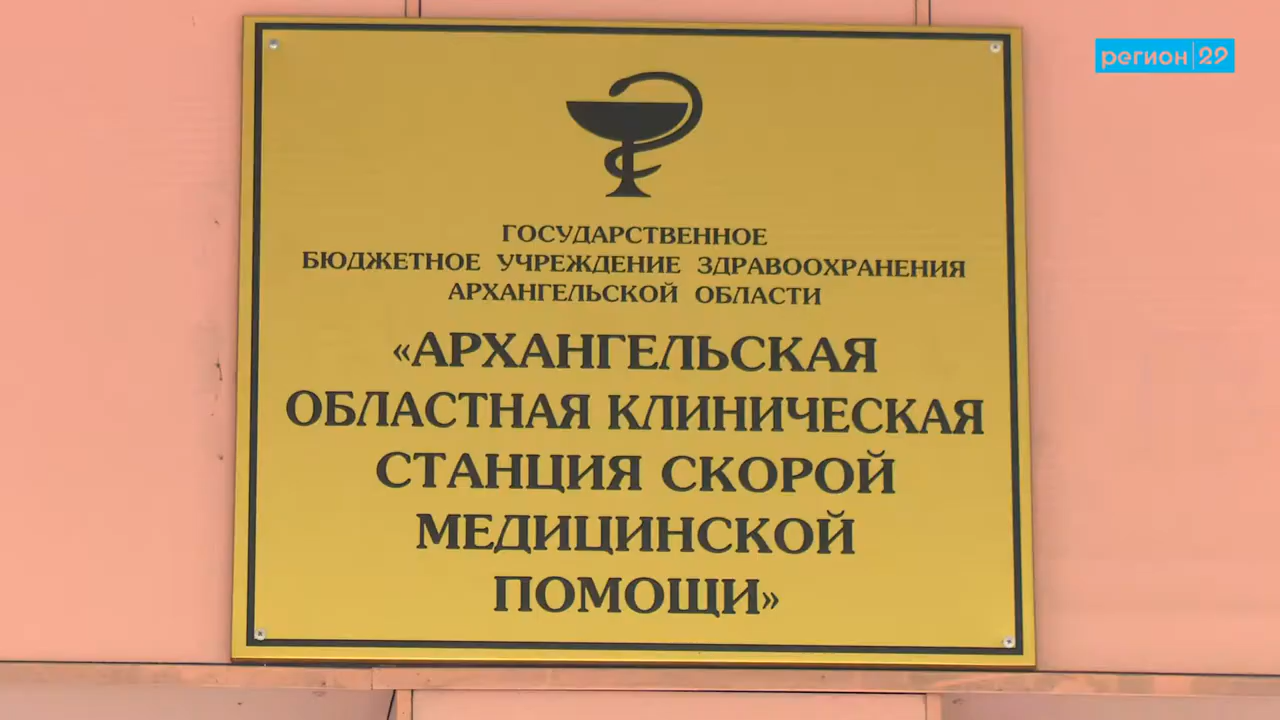 регион 29
ГОСУДАРСТВЕННОЕ
БЮДЖЕТНОЕ УЧРЕЖДЕНИЕ ЗДРАВООХРАНЕНИЯ
АРХАНГЕЛЬСКОЙ ОБЛАСТИ
«АРХАНГЕЛЬСКАЯ
ОБЛАСТНАЯ КЛИНИЧЕСКАЯ
СТАНЦИЯ СКОРОЙ
МЕДИЦИНСКОЙ
ПОМОЩИ»